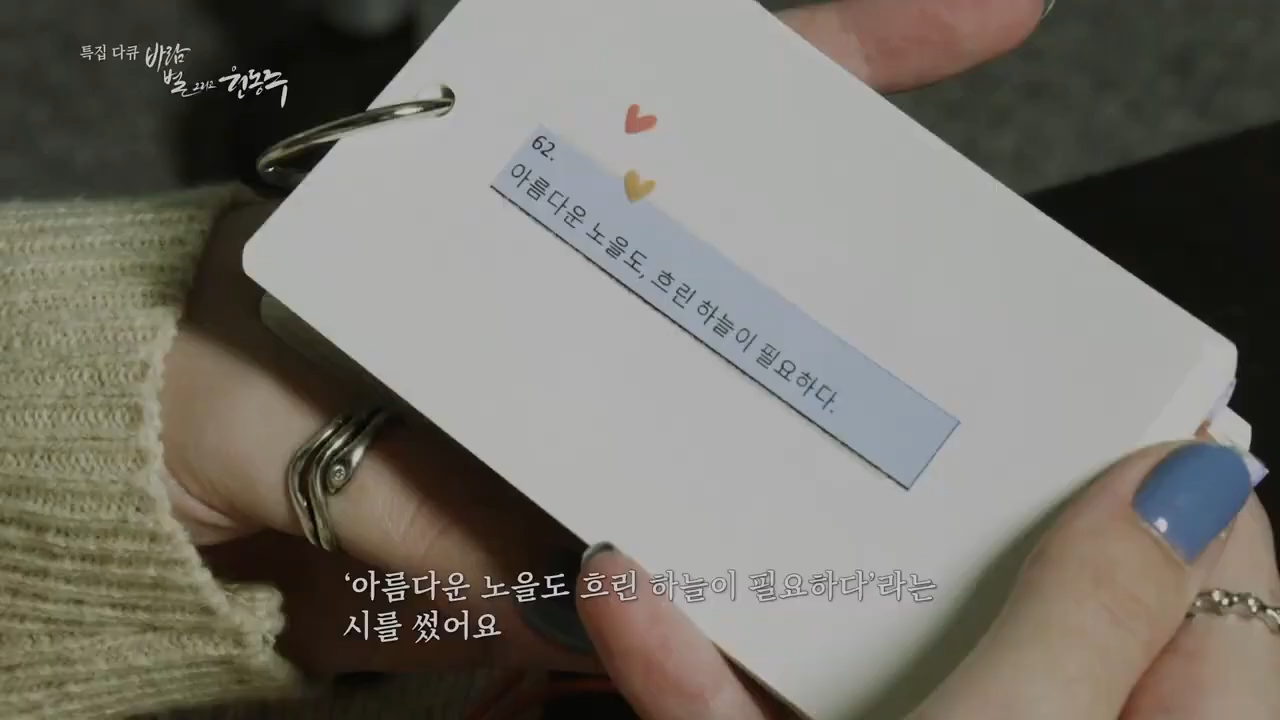 특집 다큐 바람
별 그리고 윤동주
62.
아름다운 노을도, 흐린 하늘이 필요하다.
‘아름다운 노을도 흐린 하늘이 필요하다’라는
시를 썼어요